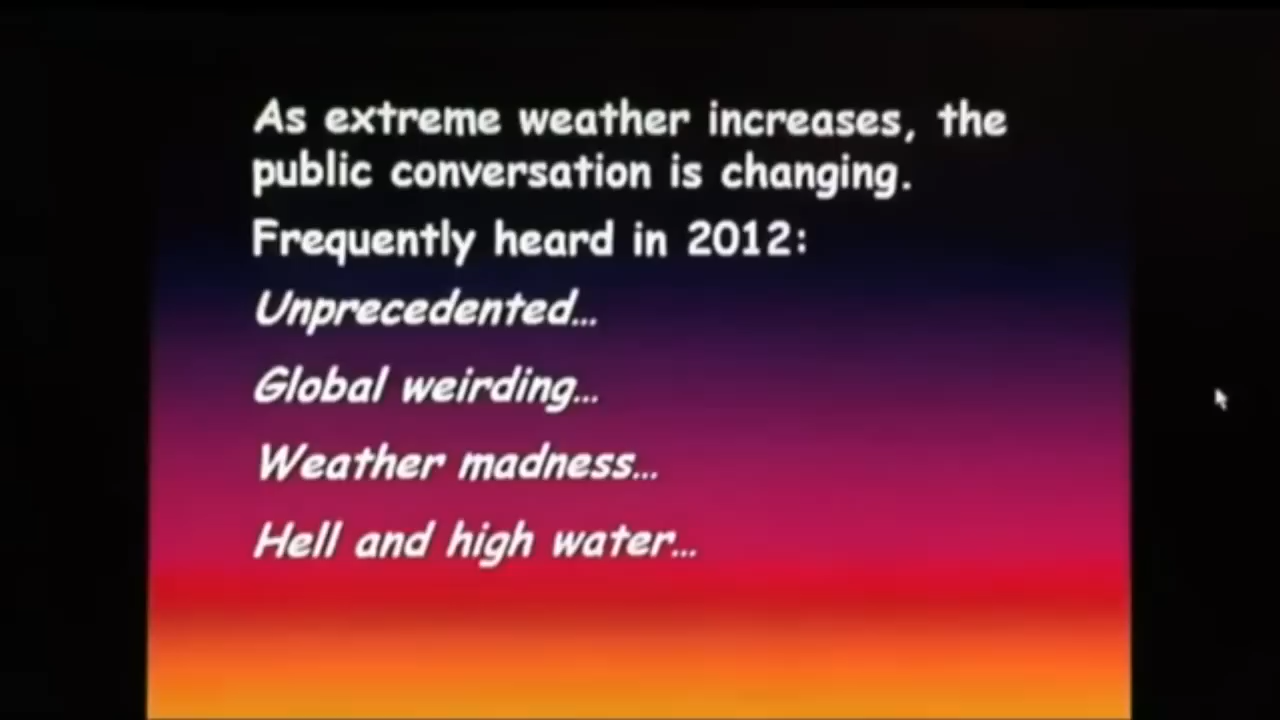 As extreme weather increases, the
public conversation is changing.
Frequently heard in 2012:
Unprecedented…
Global weirding…
Weather madness…
Hell and high water…